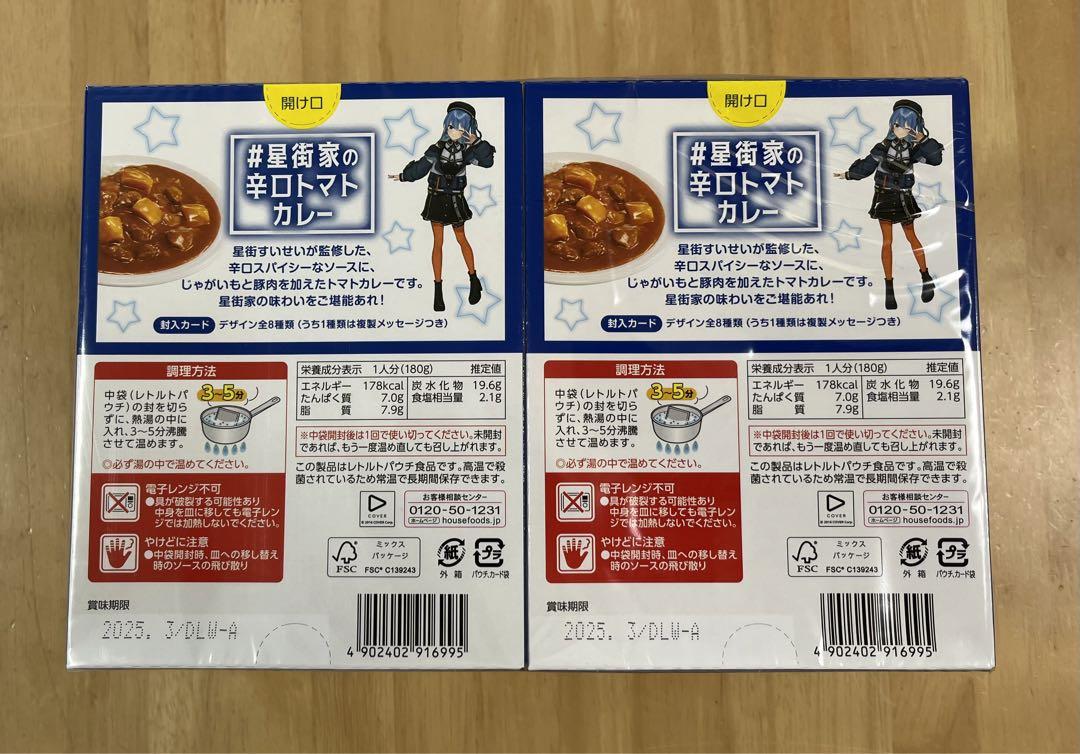 開け口
#星街家の
辛口トマト
カレー
星街すいせいが監修した、
辛口スパイシーなソースに、
じゃがいもと豚肉を加えたトマトカレーです。
星街家の味わいをご堪能あれ!
封入カード デザイン全8種類(うち1種類は複製メッセージつき)
調理方法
中袋(レトルトパ
ウチ)の封を切ら
ずに、熱湯の中に
入れ、3〜5分沸騰
させて温めます。
3〜5分
◎必ず湯の中で温めてください。
電子レンジ不可
●具が破裂する可能性あり
中身を皿に移しても電子レン
ジでは加熱しないでください。
やけどに注意
●中袋開封時、皿への移し替え
時のソースの飛び散り
栄養成分表示 1人分(180g) 推定値
エネルギー 178kcal 炭水化物 19.6g
たんぱく質 7.0g 食塩相当量 2.1g
脂質 7.9g
※中袋開封後は1回で使い切ってください。未開封
であれば、もう一度温め直しても召し上がれます。
この製品はレトルトパウチ食品です。高温で殺
菌されているため常温で長期間保存できます。
COVER
© 2016 COVER Corp.
お客様相談センター
0120-50-1231
ホームページ housefoods.jp
FSC
ミックス
パッケージ
FSC® C139243
紙
外箱
プラ
パウチ,カード袋
賞味期限
2025. 3/DLW-A
4 902402 916995
開け口
#星街家の
辛口トマト
カレー
星街すいせいが監修した、
辛口スパイシーなソースに、
じゃがいもと豚肉を加えたトマトカレーです。
星街家の味わいをご堪能あれ!
封入カード デザイン全8種類(うち1種類は複製メッセージつき)
調理方法
中袋(レトルトパ
ウチ)の封を切ら
ずに、熱湯の中に
入れ、3〜5分沸騰
させて温めます。
3〜5分
◎必ず湯の中で温めてください。
電子レンジ不可
●具が破裂する可能性あり
中身を皿に移しても電子レン
ジでは加熱しないでください。
やけどに注意
●中袋開封時、皿への移し替え
時のソースの飛び散り
栄養成分表示 1人分(180g) 推定値
エネルギー 178kcal 炭水化物 19.6g
たんぱく質 7.0g 食塩相当量 2.1g
脂質 7.9g
※中袋開封後は1回で使い切ってください。未開封
であれば、もう一度温め直しても召し上がれます。
この製品はレトルトパウチ食品です。高温で殺
菌されているため常温で長期間保存できます。
COVER
© 2016 COVER Corp.
お客様相談センター
0120-50-1231
ホームページ housefoods.jp
FSC
ミックス
パッケージ
FSC® C139243
紙
外箱
プラ
パウチ,カード袋
賞味期限
2025. 3/DLW-A
4 902402 916995